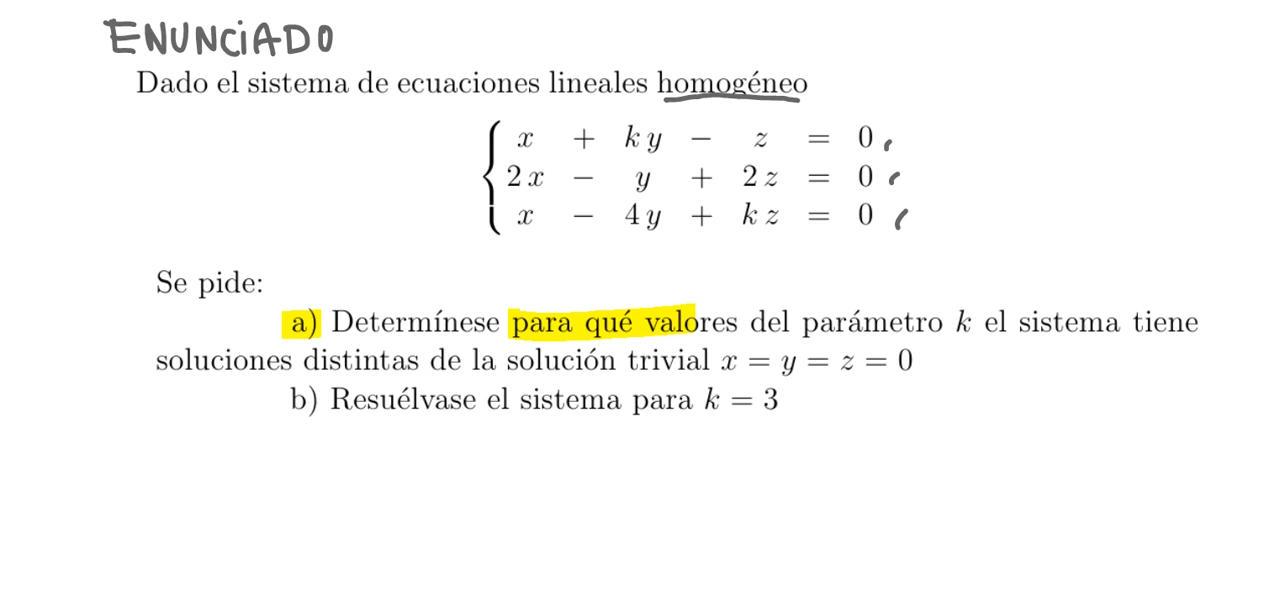 ENUNCiADO
Dado el sistema de ecuaciones lineales homogéneo
x + k y − z = 0
2 x − y + 2 z = 0
x − 4 y + k z = 0
Se pide:
a) Determínese para qué valores del parámetro k el sistema tiene
soluciones distintas de la solución trivial x = y = z = 0
b) Resuélvase el sistema para k = 3